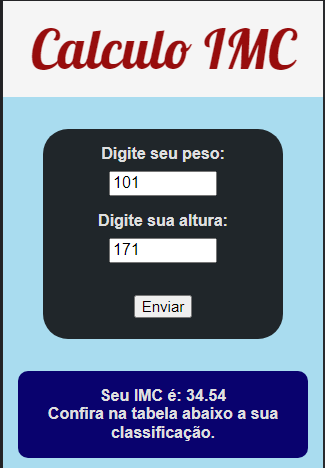 Calculo IMC
Digite seu peso:
101
Digite sua altura:
171
Enviar
Seu IMC é: 34.54
Confira na tabela abaixo a sua
classificação.